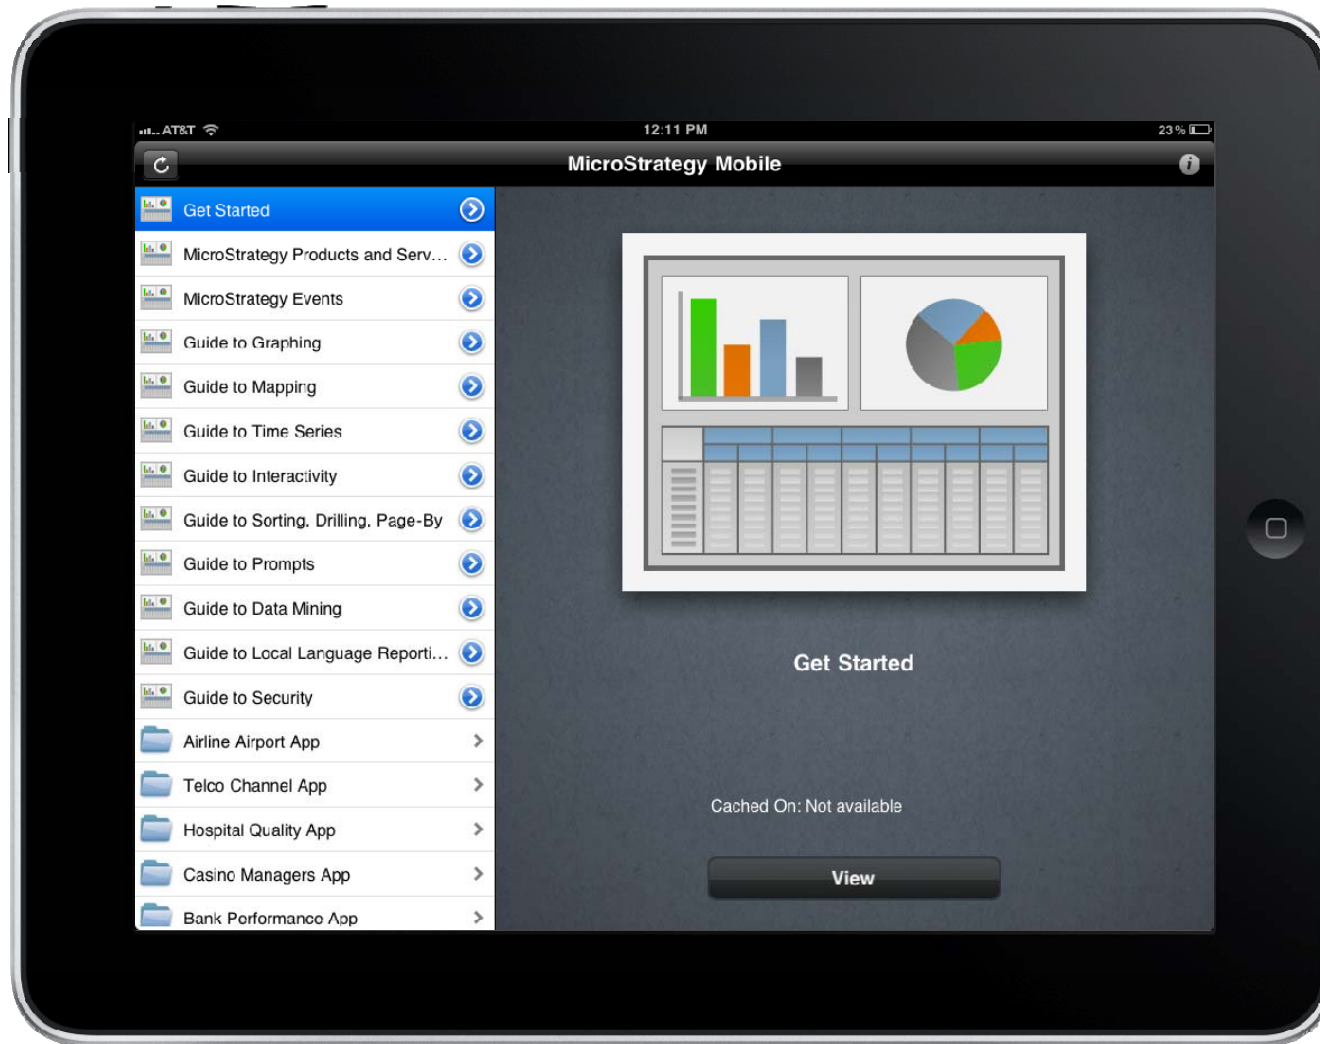 AT&T
12:11 PM
23%
MicroStrategy Mobile
Get Started
MicroStrategy Products and Serv...
MicroStrategy Events
Guide to Graphing
Guide to Mapping
Guide to Time Series
Guide to Interactivity
Guide to Sorting, Drilling, Page-By
Guide to Prompts
Guide to Data Mining
Guide to Local Language Reporti...
Guide to Security
Airline Airport App
Telco Channel App
Hospital Quality App
Casino Managers App
Bank Performance App
Get Started
Cached On: Not available
View